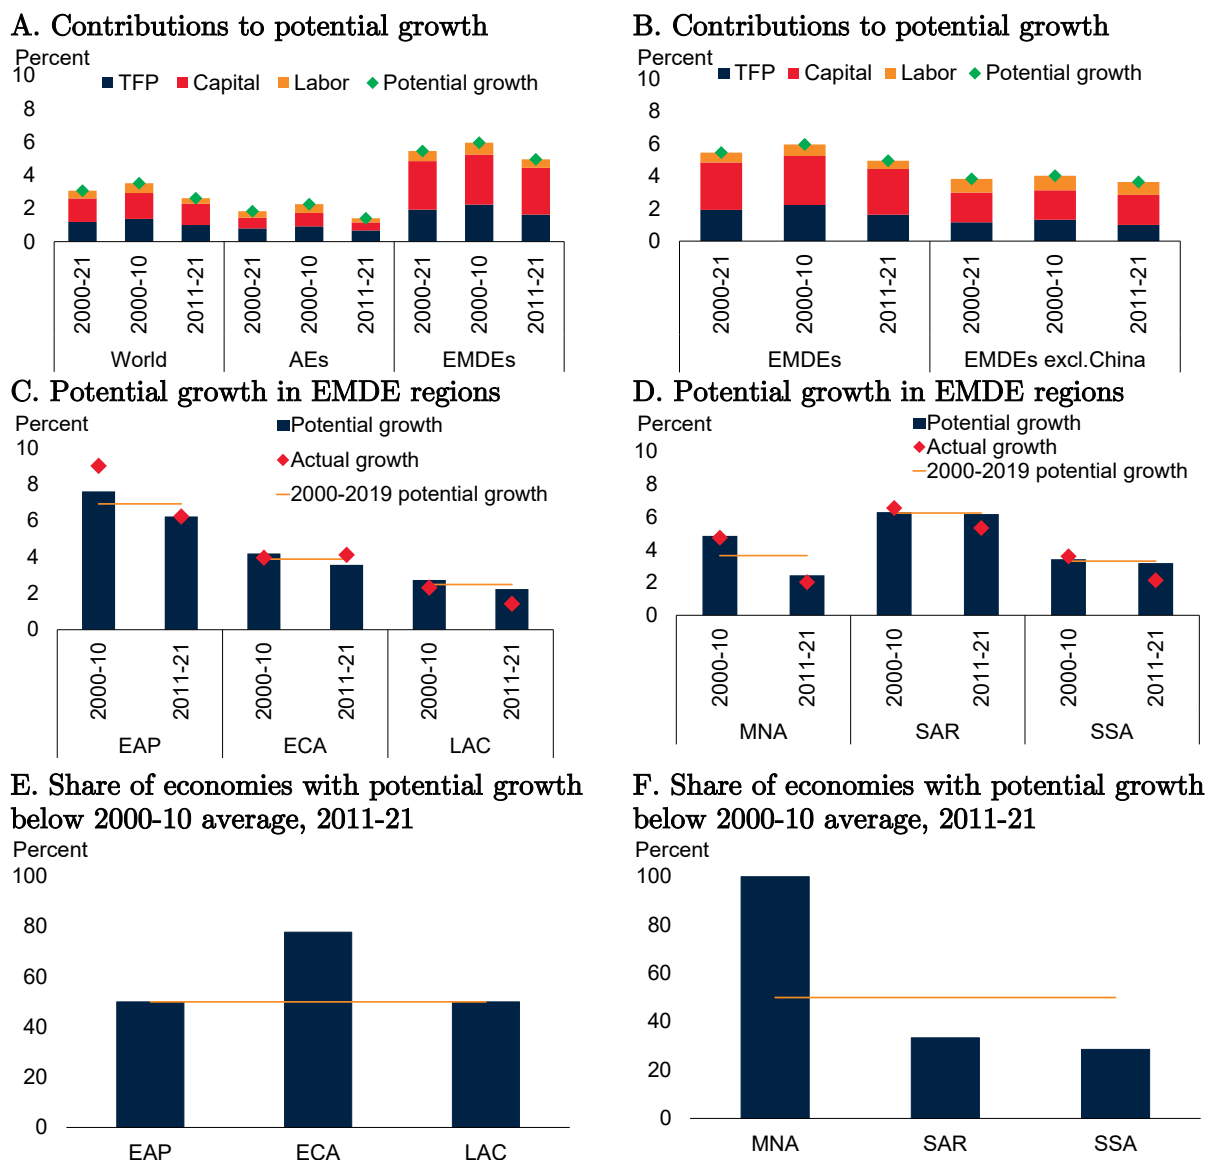 A. Contributions to potential growth
Percent
TFP Capital Labor Potential growth
10
8
6
4
2
0
2000-21 2000-10 2011-21 2000-21 2000-10 2011-21 2000-21 2000-10 2011-21
World AEs EMDEs
B. Contributions to potential growth
Percent
TFP Capital Labor Potential growth
10
8
6
4
2
0
2000-21 2000-10 2011-21 2000-21 2000-10 2011-21
EMDEs EMDEs excl.China
C. Potential growth in EMDE regions
Percent
Potential growth
Actual growth
2000-2019 potential growth
10
8
6
4
2
0
2000-10 2011-21 2000-10 2011-21 2000-10 2011-21
EAP ECA LAC
D. Potential growth in EMDE regions
Percent
Potential growth
Actual growth
2000-2019 potential growth
10
8
6
4
2
0
2000-10 2011-21 2000-10 2011-21 2000-10 2011-21
MNA SAR SSA
E. Share of economies with potential growth
below 2000-10 average, 2011-21
Percent
100
80
60
40
20
0
EAP ECA LAC
F. Share of economies with potential growth
below 2000-10 average, 2011-21
Percent
100
80
60
40
20
0
MNA SAR SSA